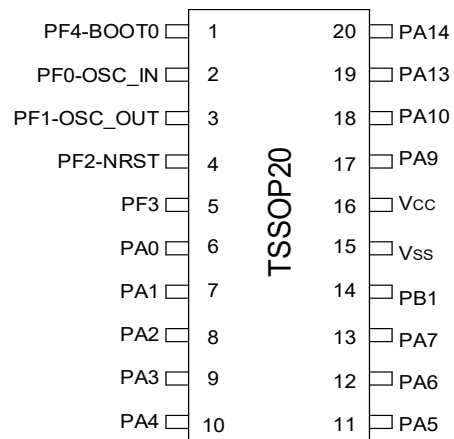 PF4-BOOT0 1 20 PA14
PF0-OSC_IN 2 19 PA13
PF1-OSC_OUT 3 18 PA10
PF2-NRST 4 17 PA9
PF3 5 16 VCC
PA0 6 15 VSS
PA1 7 14 PB1
PA2 8 13 PA7
PA3 9 12 PA6
PA4 10 11 PA5
TSSOP20